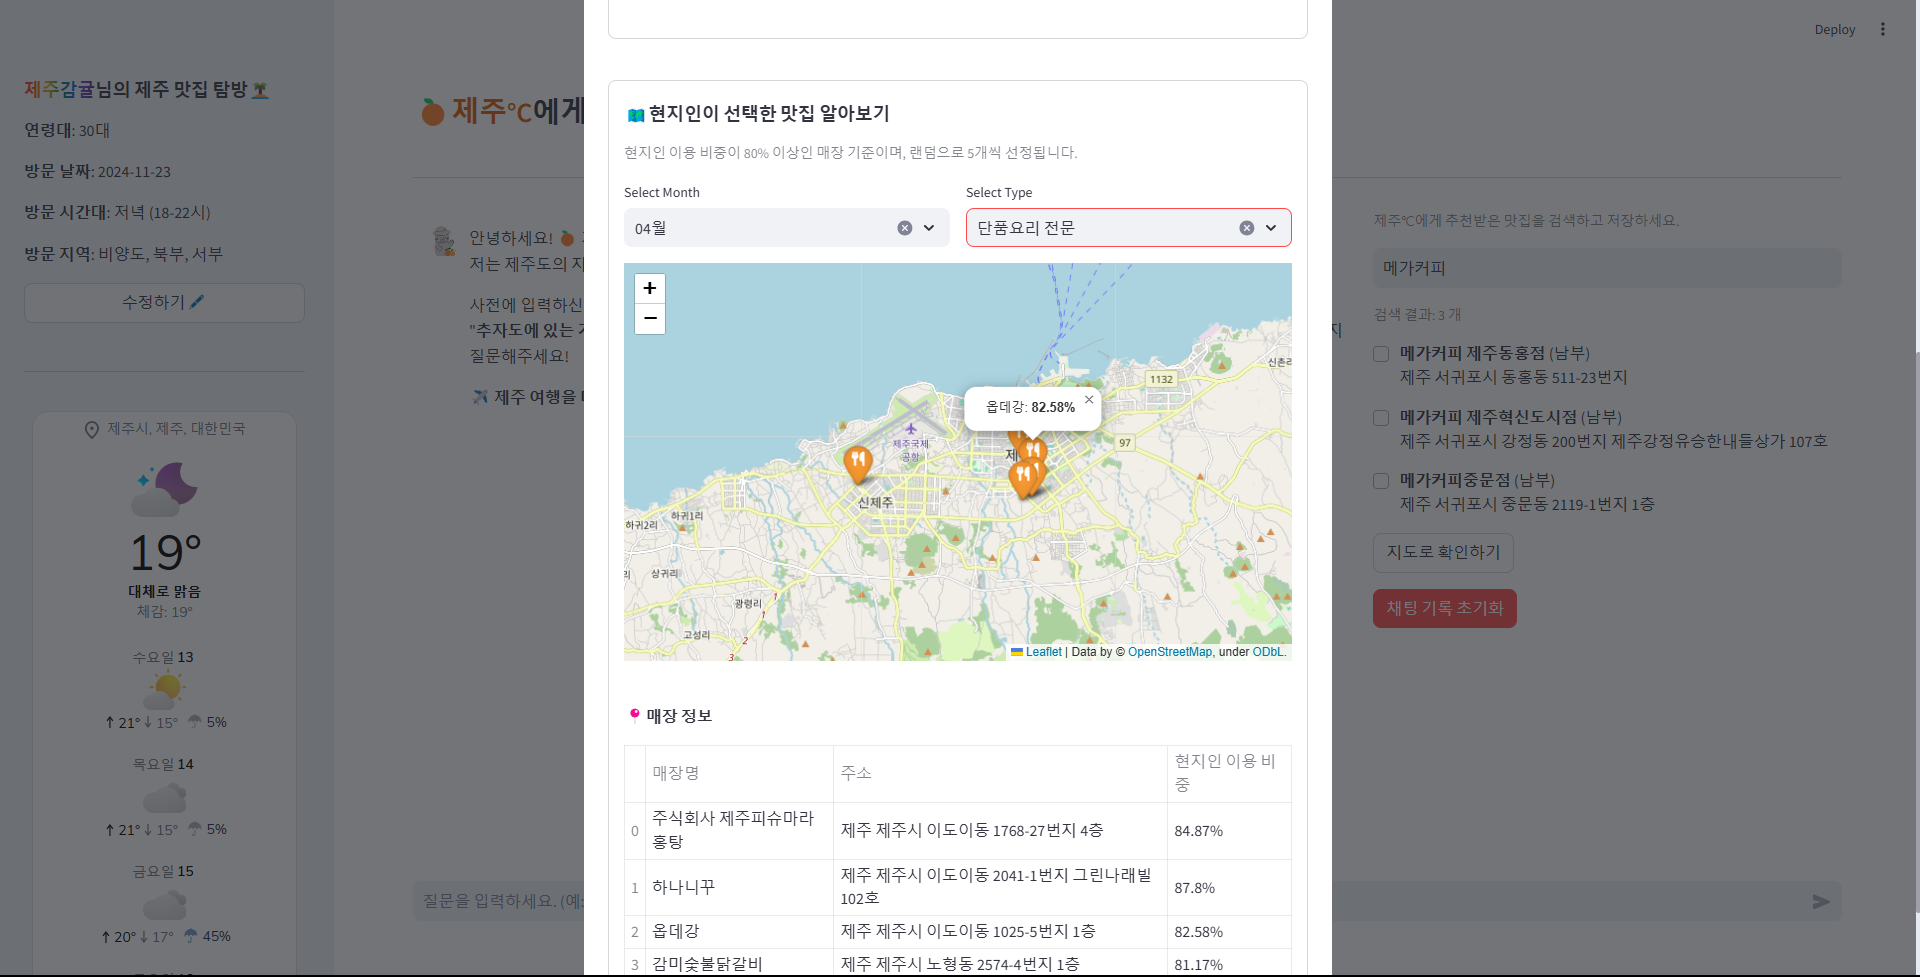 제주감귤님의 제주 맛집 탐방
연령대: 30대
방문 날짜: 2024-11-23
방문 시간대: 저녁 (18-22시)
방문 지역: 비양도, 북부, 서부
수정하기
제주시, 제주, 대한민국
19°
대체로 맑음
체감: 19°
수요일 13
↑ 21° ↓ 15° 5%
목요일 14
↑ 21° ↓ 15° 5%
금요일 15
↑ 20° ↓ 17° 45%
제주℃에게
안녕하세요!
저는 제주도의
사전에 입력하신
"추자도에 있는
질문해주세요!
제주 여행을
질문을 입력하세요. (예:
현지인이 선택한 맛집 알아보기
현지인 이용 비중이 80% 이상인 매장 기준이며, 랜덤으로 5개씩 선정됩니다.
Select Month
04월
Select Type
단품요리 전문
+
−
신촌리
1132
옵데강: 82.58%
×
97
제주국제
공항
제
신제주
하귀1리
하귀2리
상귀리
광령리
고성리
1
1
2
2
3
Leaflet | Data by © OpenStreetMap, under ODbL.
매장 정보
매장명 주소 현지인 이용 비
중
0 주식회사 제주피슈마라
홍탕 제주 제주시 이도이동 1768-27번지 4층 84.87%
1 하나니꾸 제주 제주시 이도이동 2041-1번지 그린나래빌
102호 87.8%
2 옵데강 제주 제주시 이도이동 1025-5번지 1층 82.58%
3 감미숯불닭갈비 제주 제주시 노형동 2574-4번지 1층 81.17%
Deploy
제주℃에게 추천받은 맛집을 검색하고 저장하세요.
메가커피
검색 결과: 3 개
메가커피 제주동홍점 (남부)
제주 서귀포시 동홍동 511-23번지
메가커피 제주혁신도시점 (남부)
제주 서귀포시 강정동 200번지 제주강정유승한내들상가 107호
메가커피중문점 (남부)
제주 서귀포시 중문동 2119-1번지 1층
지도로 확인하기
채팅 기록 초기화